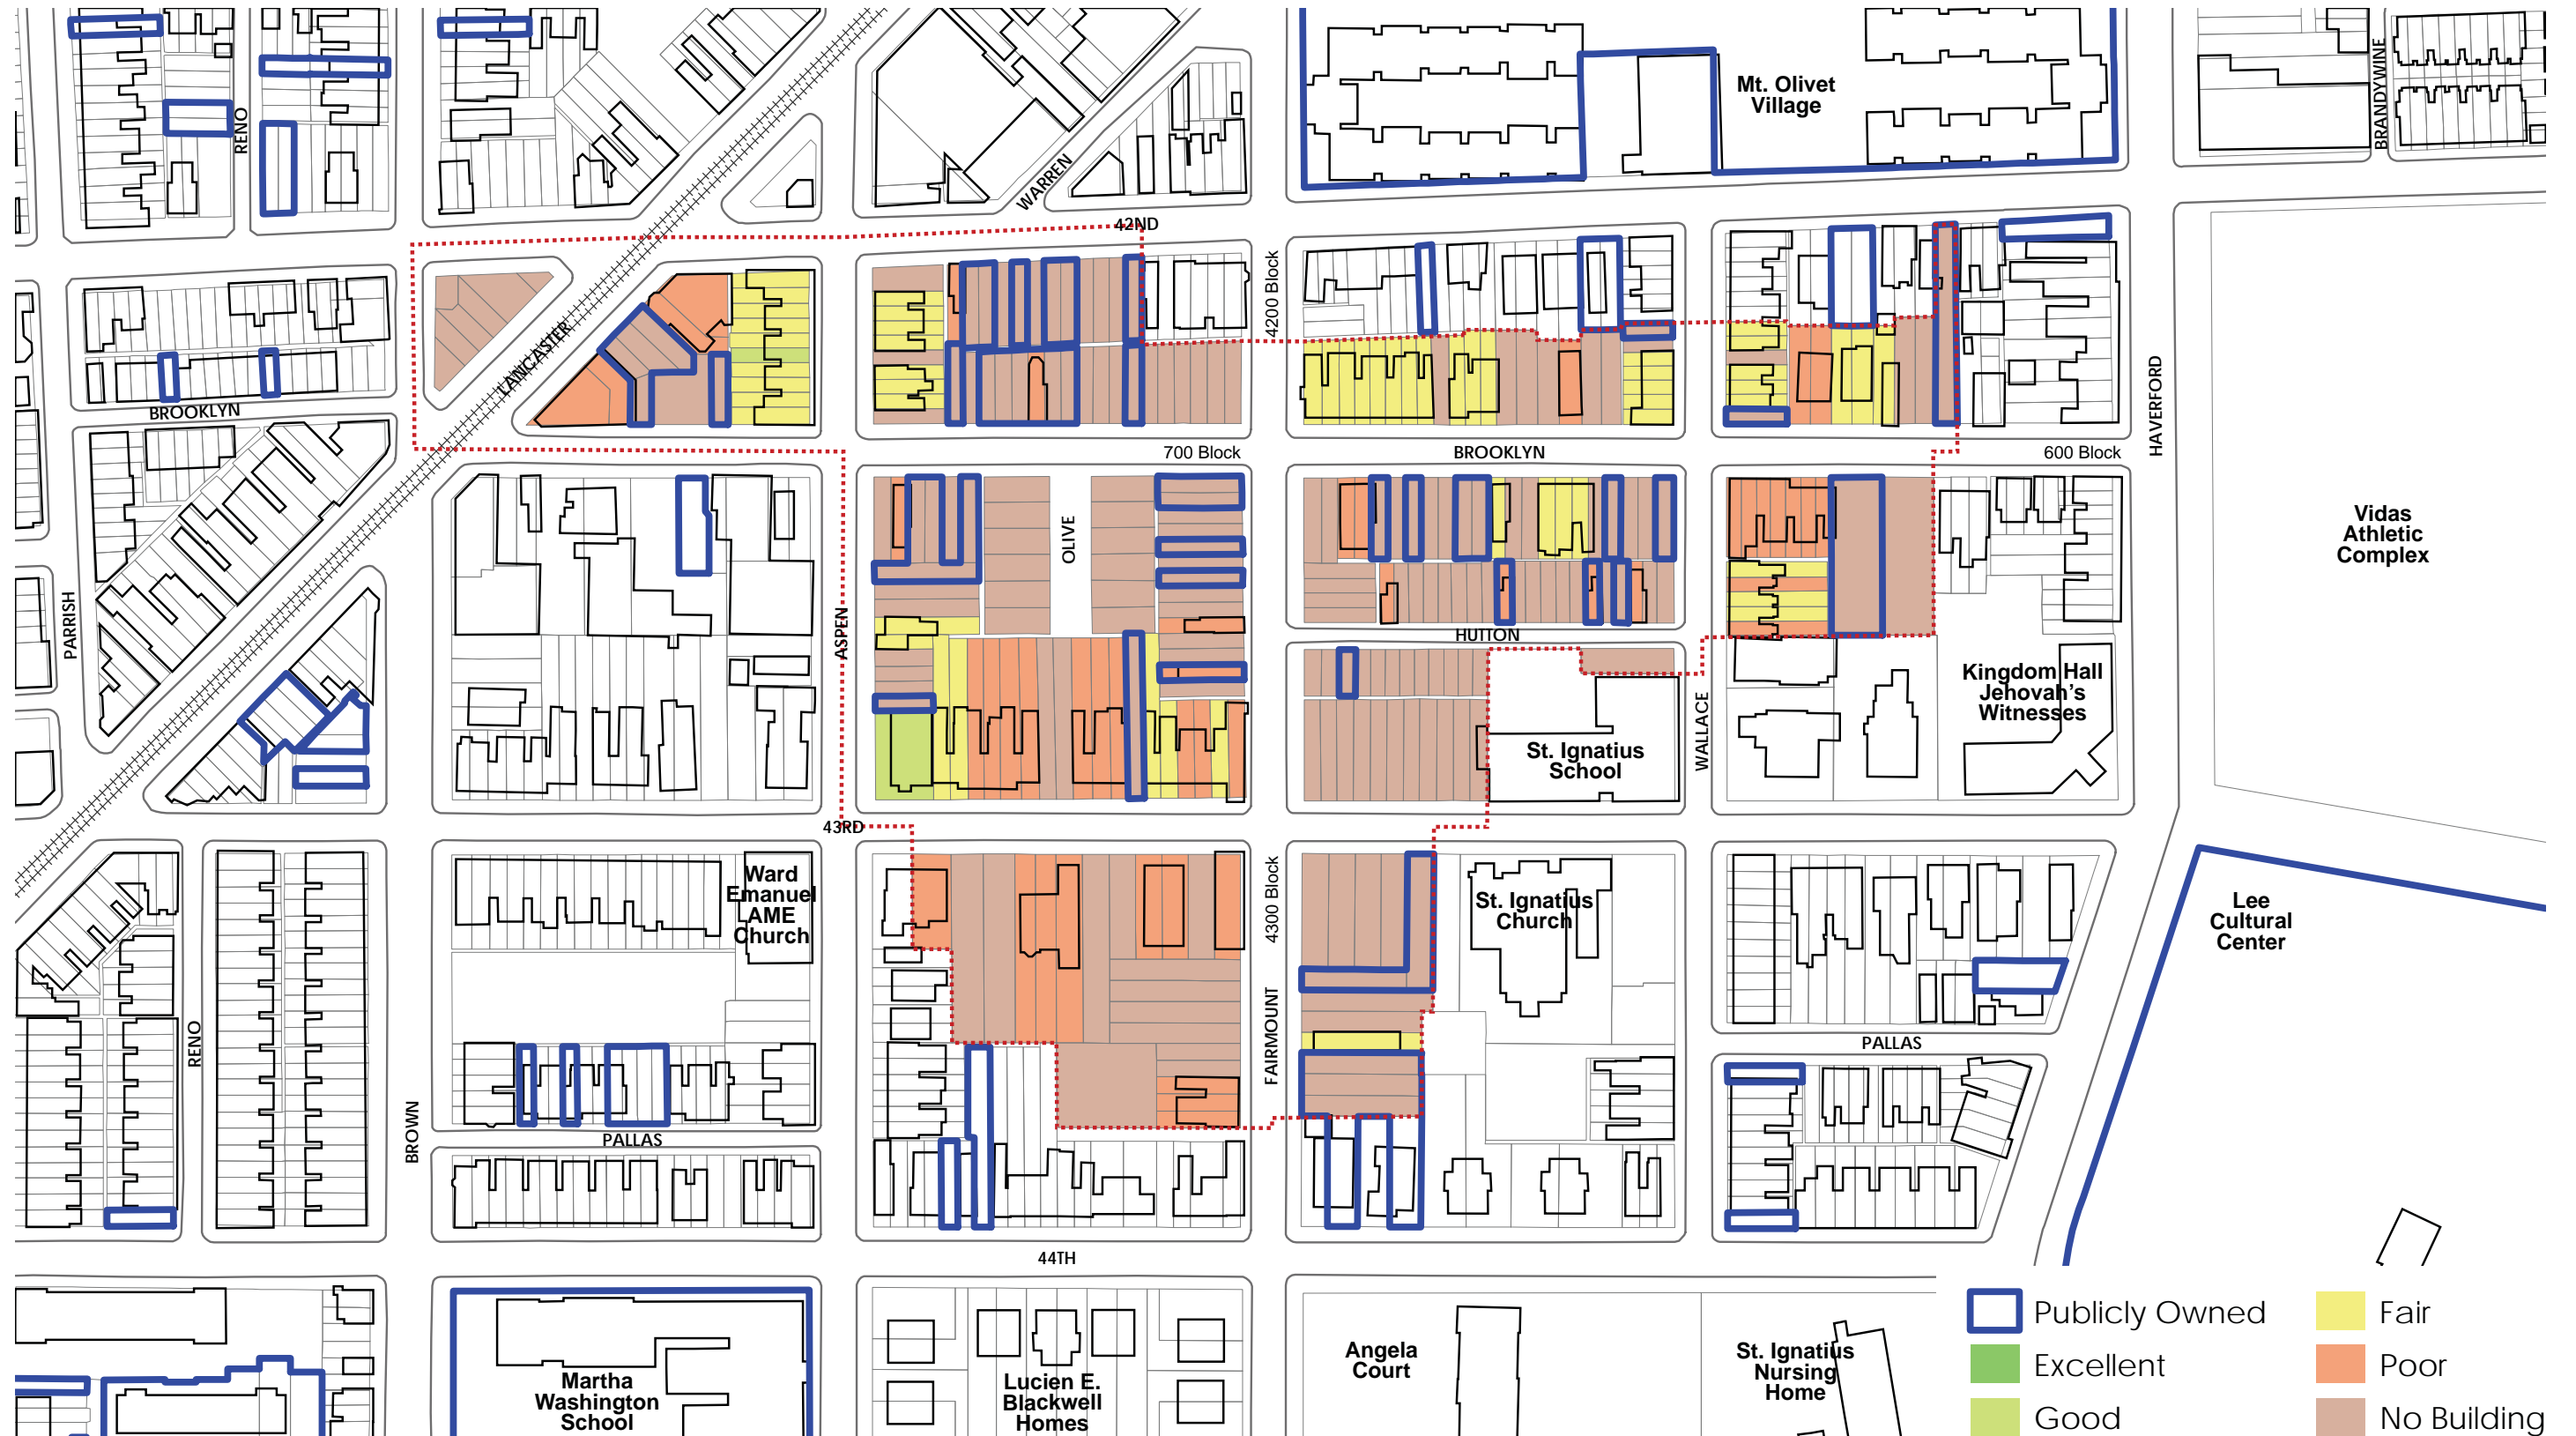 Mt. Olivet
Village
BRANDYWINE
RENO
WARREN
42ND
4200 Block
LANCASTER
BROOKLYN
HAVERFORD
700 Block
BROOKLYN
600 Block
OLIVE
Vidas
Athletic
Complex
PARRISH
ASPEN
HUTTON
WALLACE
Kingdom Hall
Jehovah's
Witnesses
St. Ignatius
School
43RD
Ward
Emanuel
AME
Church
4300 Block
St. Ignatius
Church
Lee
Cultural
Center
RENO
FAIRMOUNT
PALLAS
BROWN
PALLAS
44TH
Martha
Washington
School
Lucien E.
Blackwell
Homes
Angela
Court
St. Ignatius
Nursing
Home
Publicly Owned
Fair
Excellent
Poor
Good
No Building